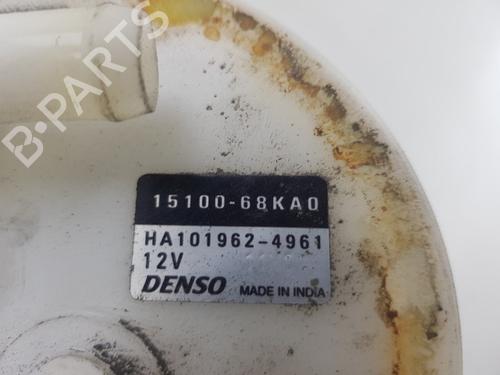 B-PARTS
15100-68KA0
HA101962-4961
12V
DENSO MADE IN INDIA